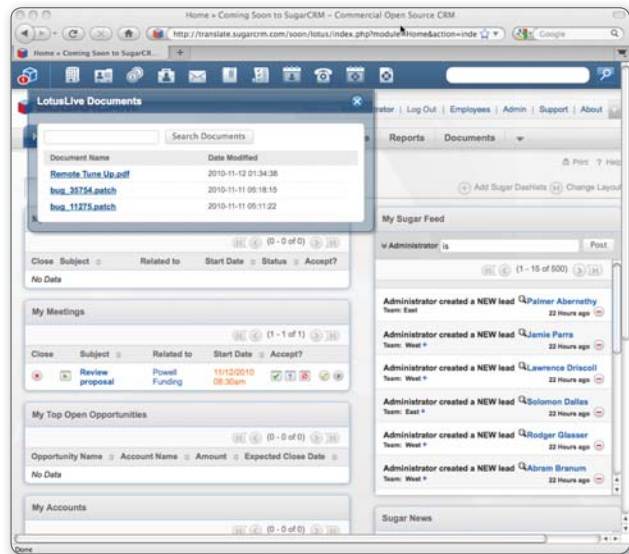 Home » Coming Soon to SugarCRM – Commercial Open Source CRM
http://translate.sugarcrm.com/soon/lotus/index.php?module=Home&action=inde
Google
Home » Coming Soon to SugarCR...
LotusLive Documents
rator | Log Out | Employees | Admin | Support | About
Search Documents
s Reports Documents
Document Name Date Modified
Remote Tune Up.pdf 2010-11-12 01:34:38
bug_35754.patch 2010-11-11 05:18:15
bug_11275.patch 2010-11-11 05:11:22
Print ? Help
Add Sugar Dashlets Change Layout
My Sugar Feed
Administrator is Post
(0 - 0 of 0)
Close Subject Related to Start Date Status Accept?
No Data
(1 - 15 of 500)
Administrator created a NEW lead Palmer Abernethy
Team: East 22 Hours ago
Administrator created a NEW lead Jamie Parra
Team: West + 22 Hours ago
Administrator created a NEW lead Lawrence Driscoll
Team: West + 22 Hours ago
Administrator created a NEW lead Solomon Dallas
Team: East + 22 Hours ago
Administrator created a NEW lead Rodger Glasser
Team: West + 22 Hours ago
Administrator created a NEW lead Abram Branum
Team: West + 22 Hours ago
My Meetings
(1 - 1 of 1)
Close Subject Related to Start Date Accept?
Review proposal Powell Funding 11/12/2010 08:30am
My Top Open Opportunities
(0 - 0 of 0)
Opportunity Name Account Name Amount Expected Close Date
No Data
My Accounts
(0 - 0 of 0)
Sugar News
Done